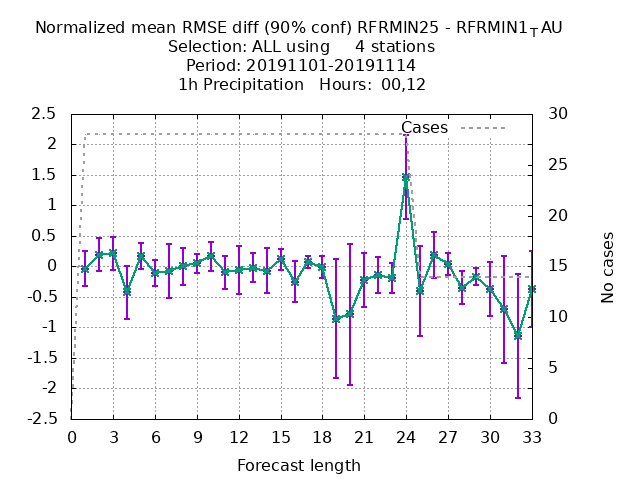 Normalized mean RMSE diff (90% conf) RFRMIN25 - RFRMIN1_TAU
Selection: ALL using     4 stations
Period: 20191101-20191114
1h Precipitation   Hours:  00,12
Cases
2.5
2
1.5
1
0.5
0
-0.5
-1
-1.5
-2
-2.5
30
25
20
15
10
5
0
No cases
0 3 6 9 12 15 18 21 24 27 30 33
Forecast length